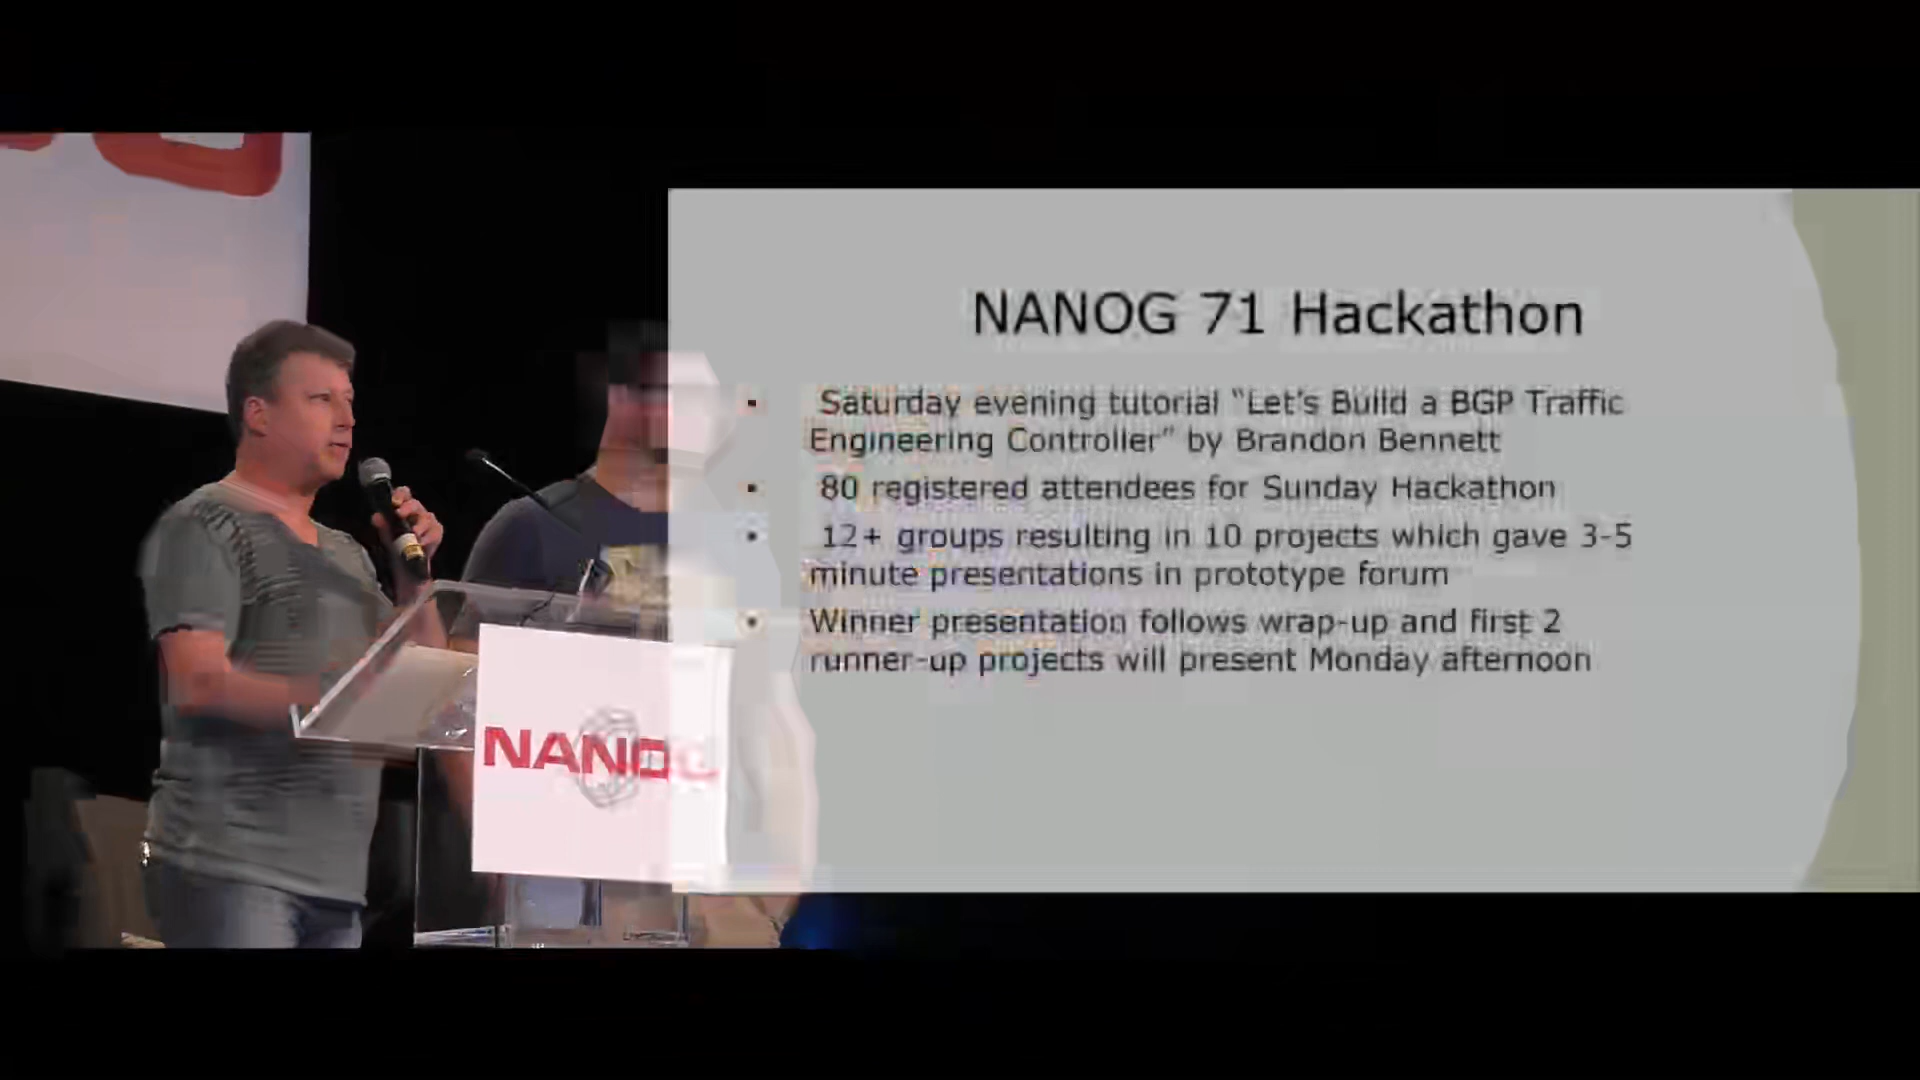 NANOG 71 Hackathon
Saturday evening tutorial “Let’s Build a BGP Traffic
Engineering Controller” by Brandon Bennett
80 registered attendees for Sunday Hackathon
12+ groups resulting in 10 projects which gave 3-5
minute presentations in prototype forum
Winner presentation follows wrap-up and first 2
runner-up projects will present Monday afternoon
NANOG